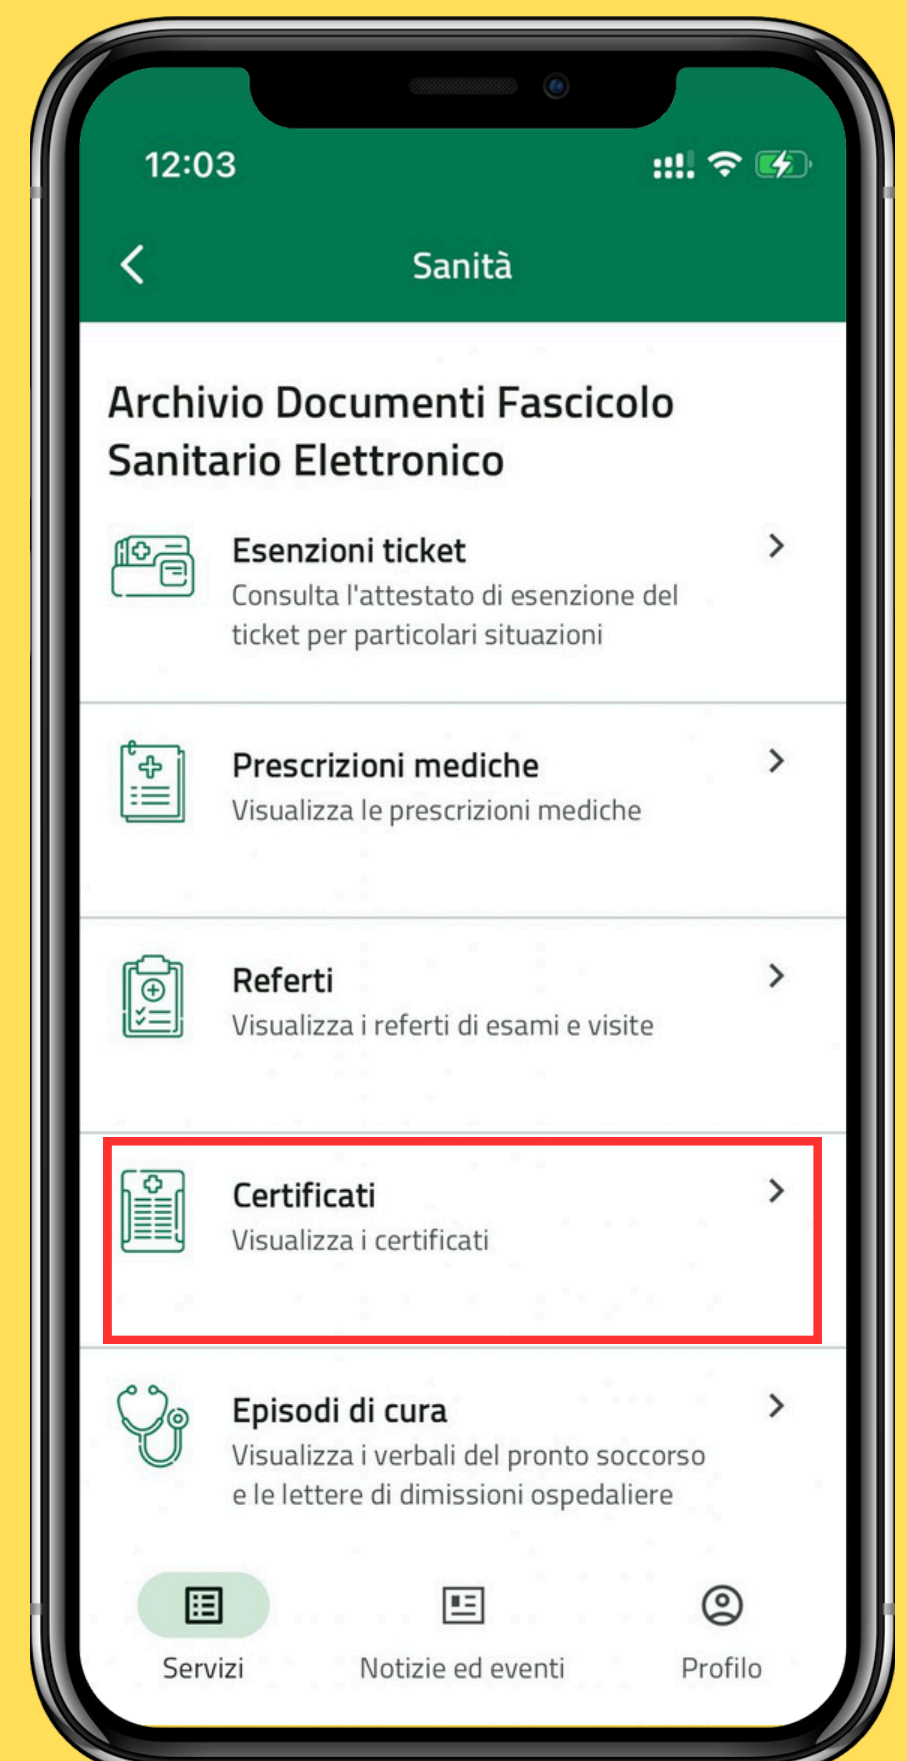 12:03
Sanità
Archivio Documenti Fascicolo
Sanitario Elettronico
Esenzioni ticket
Consulta l'attestato di esenzione del
ticket per particolari situazioni
Prescrizioni mediche
Visualizza le prescrizioni mediche
Referti
Visualizza i referti di esami e visite
Certificati
Visualizza i certificati
Episodi di cura
Visualizza i verbali del pronto soccorso
e le lettere di dimissioni ospedaliere
Servizi
Notizie ed eventi
Profilo